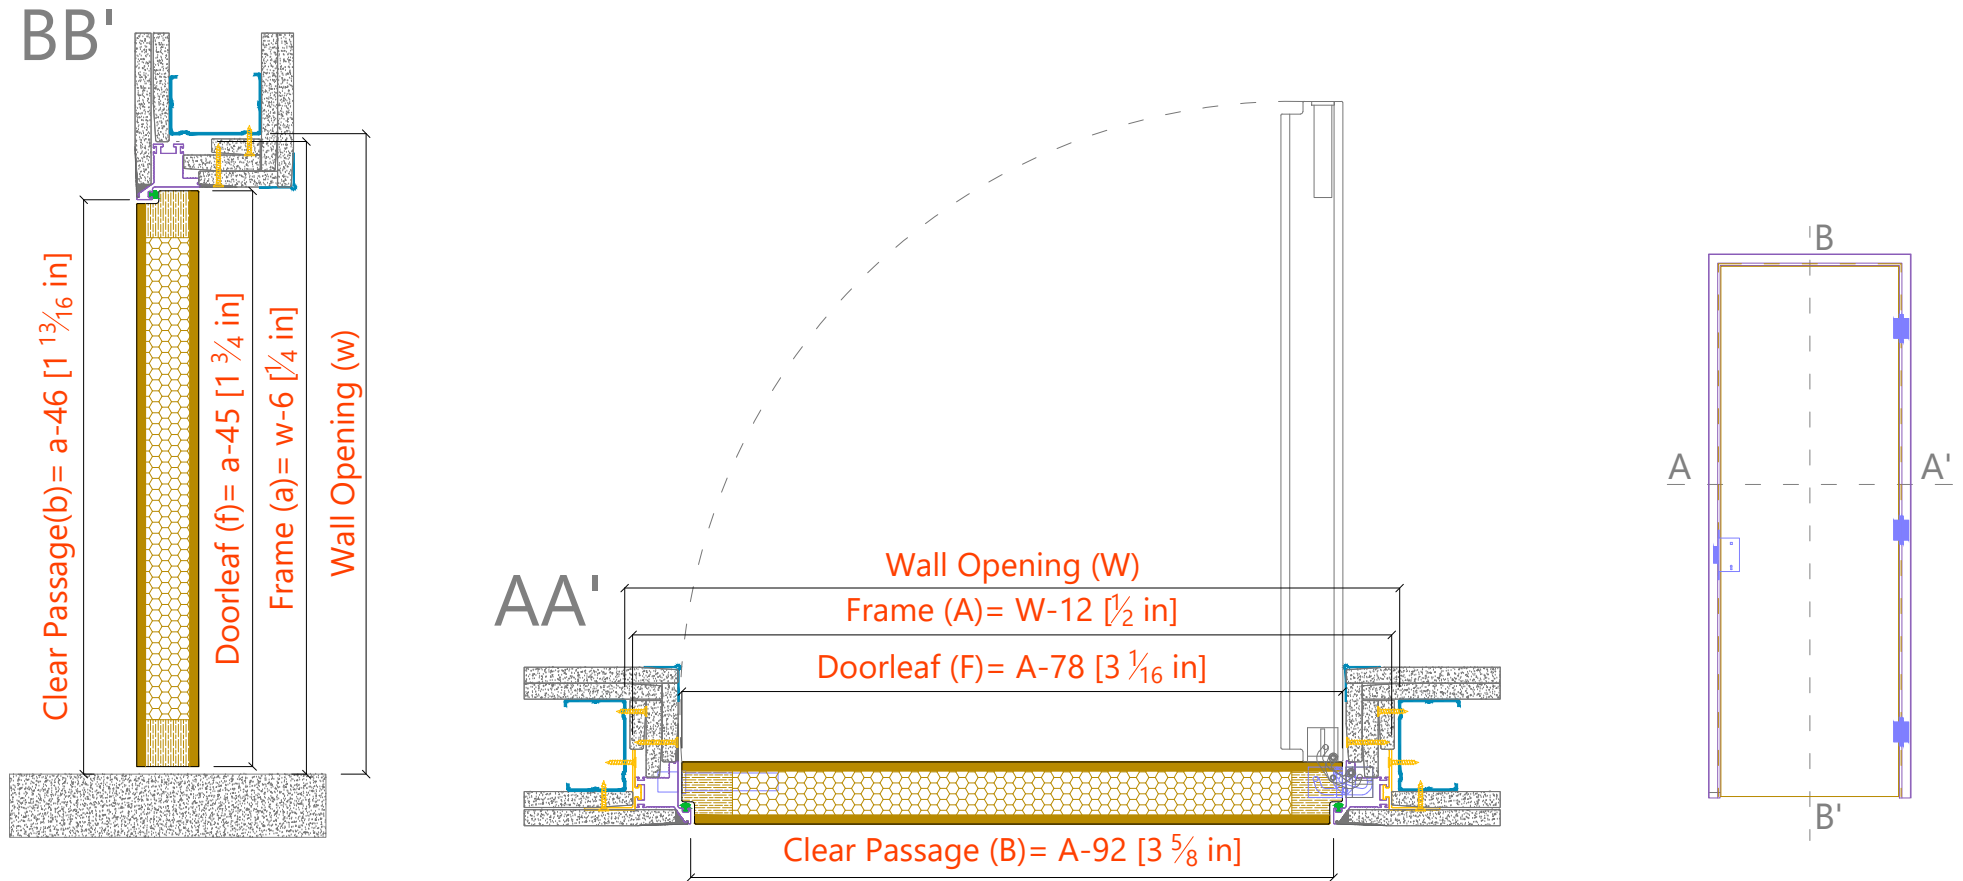 BB'
Clear Passage(b)= a-46 [1 13/16 in]
Doorleaf (f)= a-45 [1 3/4 in]
Frame (a)= w-6 [1/4 in]
Wall Opening (w)
AA'
Wall Opening (W)
Frame (A)= W-12 [1/2 in]
Doorleaf (F)= A-78 [3 1/16 in]
Clear Passage (B)= A-92 [3 5/8 in]
B
A
A'
B'